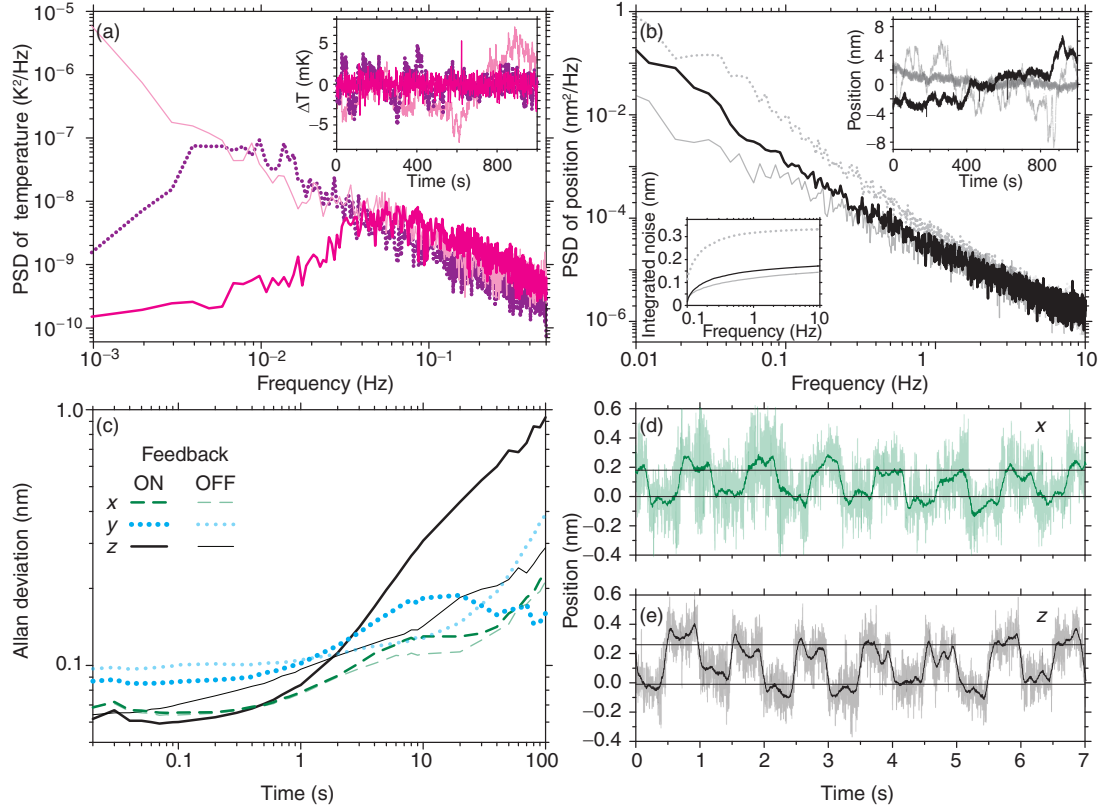 (a)
PSD of temperature (K²/Hz)
10⁻⁵
10⁻⁶
10⁻⁷
10⁻⁸
10⁻⁹
10⁻¹⁰
10⁻³
10⁻²
10⁻¹
Frequency (Hz)
ΔT (mK)
5
0
−5
0
400
800
Time (s)
(b)
PSD of position (nm²/Hz)
1
10⁻²
10⁻⁴
10⁻⁶
0.01
0.1
1
10
Frequency (Hz)
Position (nm)
8
4
0
−4
−8
0
400
800
Time (s)
Integrated noise (nm)
0.3
0.2
0.1
0
0.1
1
10
Frequency (Hz)
(c)
Allan deviation (nm)
1.0
0.1
Feedback
ON OFF
x
y
z
0.1
1
10
100
Time (s)
(d)
x
0.6
0.4
0.2
0.0
−0.2
−0.4
Position (nm)
(e)
z
0.6
0.4
0.2
0.0
−0.2
−0.4
0 1 2 3 4 5 6 7
Time (s)